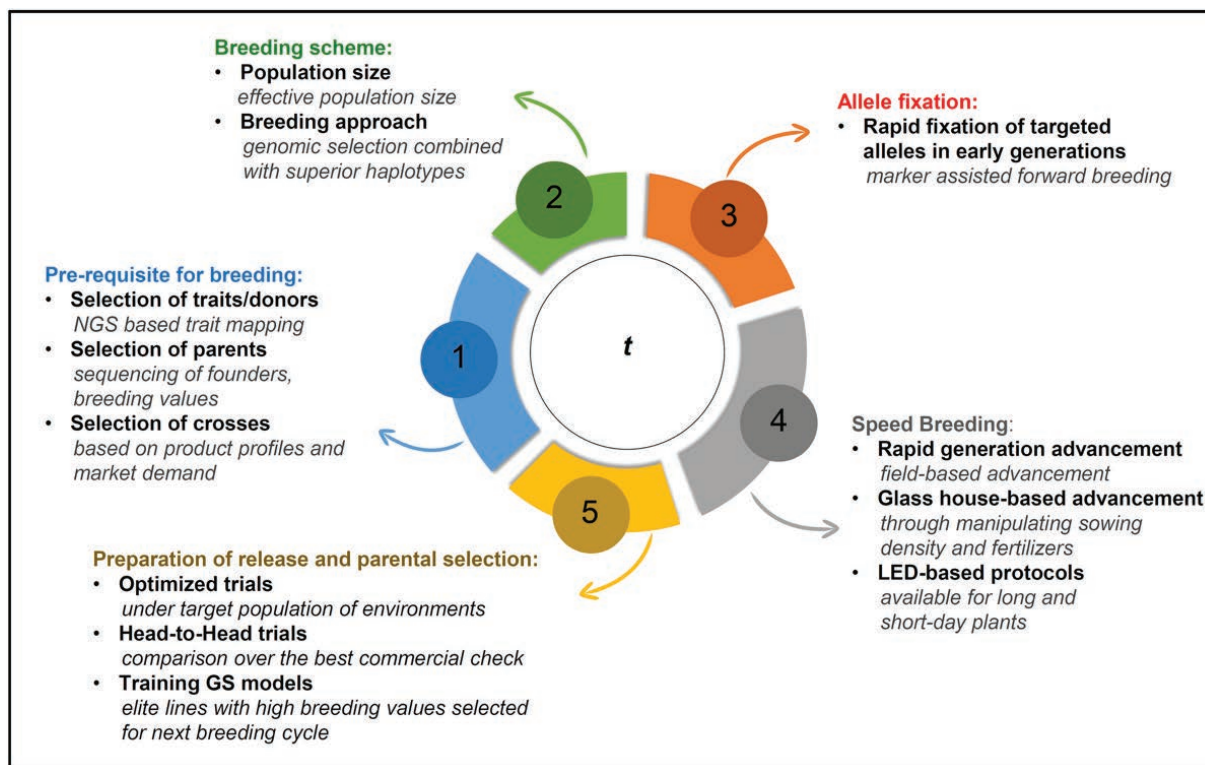 Breeding scheme:
• Population size
effective population size
• Breeding approach
genomic selection combined
with superior haplotypes
Allele fixation:
• Rapid fixation of targeted
alleles in early generations
marker assisted forward breeding
2
3
Pre-requisite for breeding:
• Selection of traits/donors
NGS based trait mapping
• Selection of parents
sequencing of founders,
breeding values
• Selection of crosses
based on product profiles and
market demand
1
t
4
Speed Breeding:
• Rapid generation advancement
field-based advancement
• Glass house-based advancement
through manipulating sowing
density and fertilizers
• LED-based protocols
available for long and
short-day plants
5
Preparation of release and parental selection:
• Optimized trials
under target population of environments
• Head-to-Head trials
comparison over the best commercial check
• Training GS models
elite lines with high breeding values selected
for next breeding cycle